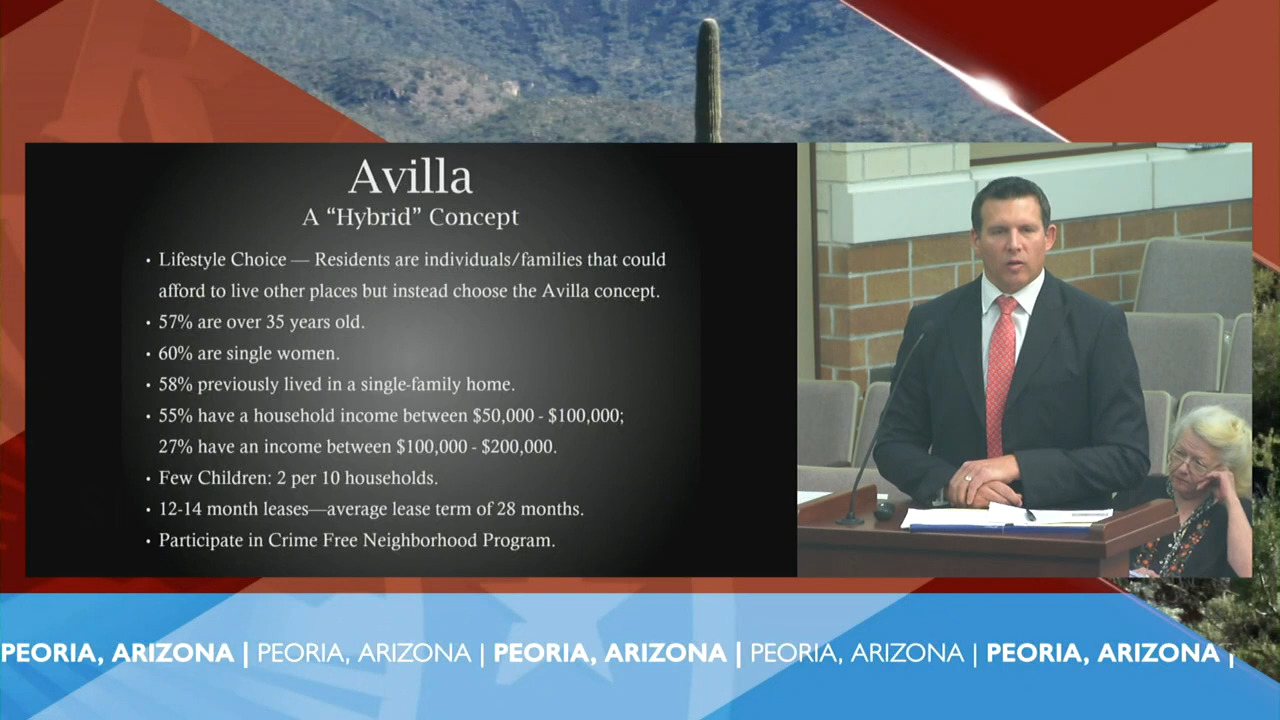 Avilla
A “Hybrid” Concept
• Lifestyle Choice — Residents are individuals/families that could
afford to live other places but instead choose the Avilla concept.
• 57% are over 35 years old.
• 60% are single women.
• 58% previously lived in a single-family home.
• 55% have a household income between $50,000 - $100,000;
27% have an income between $100,000 - $200,000.
• Few Children: 2 per 10 households.
• 12-14 month leases—average lease term of 28 months.
• Participate in Crime Free Neighborhood Program.
PEORIA, ARIZONA | PEORIA, ARIZONA | PEORIA, ARIZONA | PEORIA, ARIZONA | PEORIA, ARIZONA |